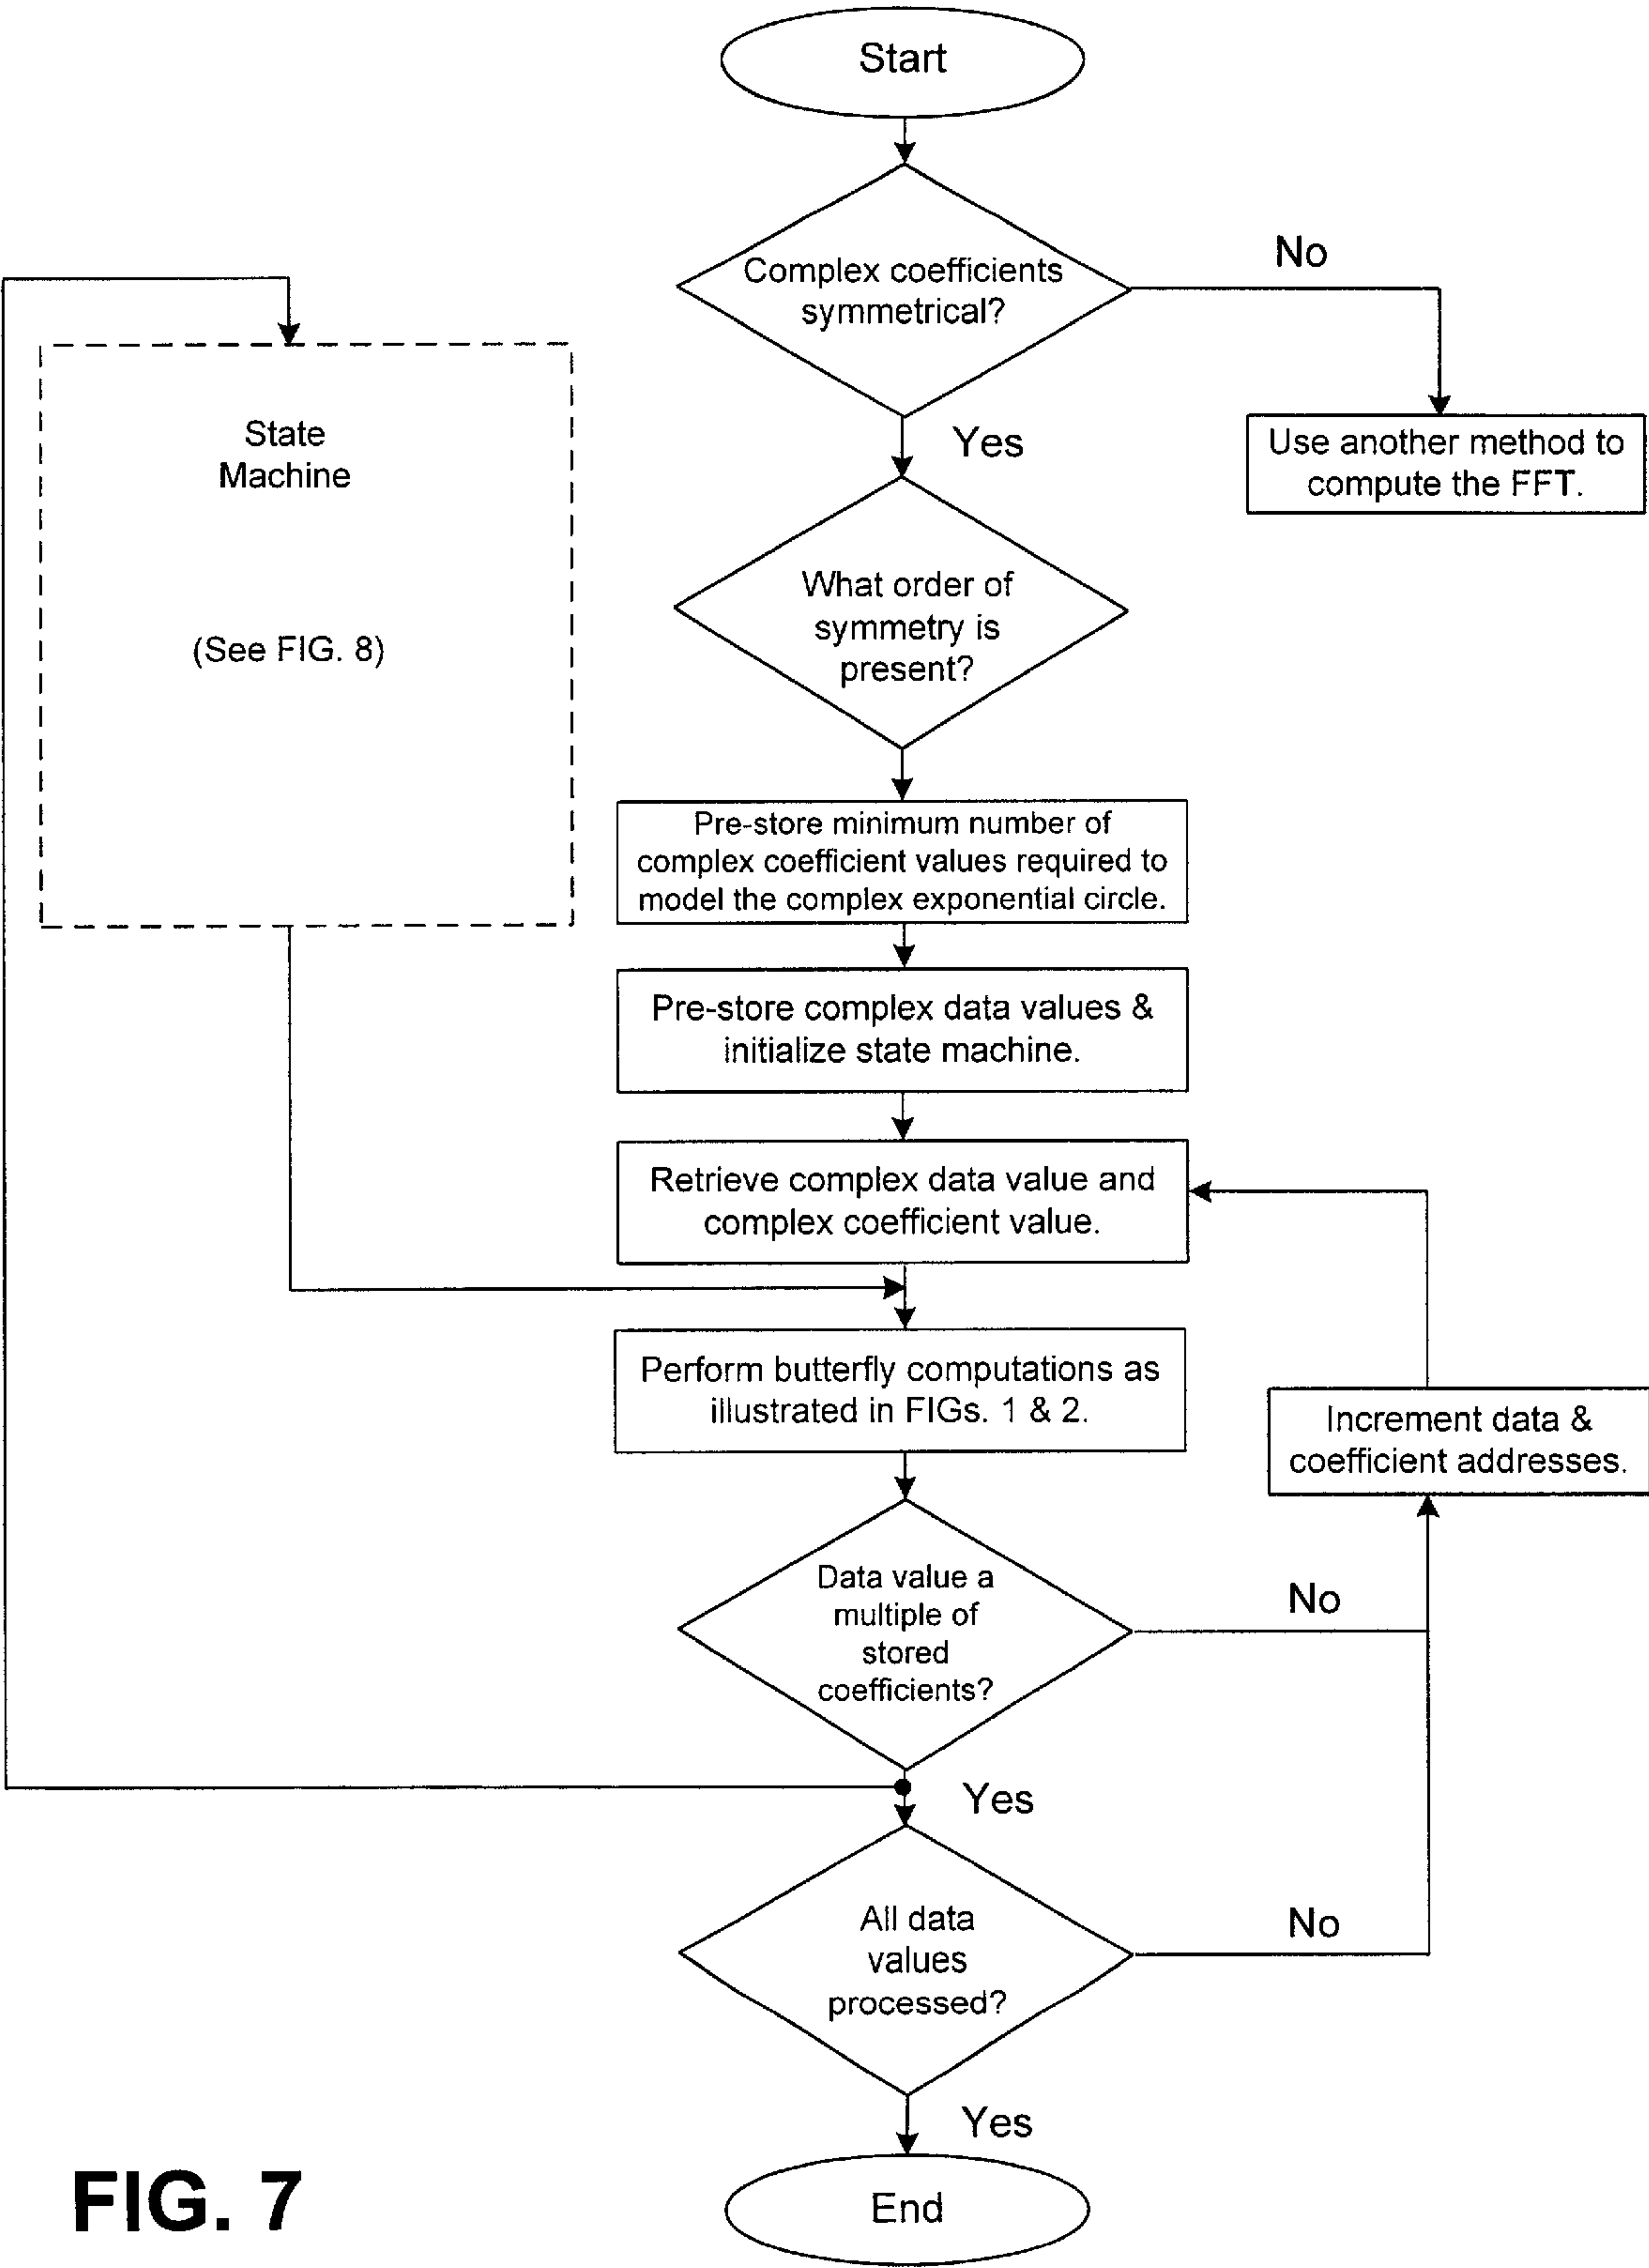 Start
Complex coefficients
symmetrical?
No
Yes
Use another method to
compute the FFT.
State
Machine
(See FIG. 8)
What order of
symmetry is
present?
Pre-store minimum number of
complex coefficient values required to
model the complex exponential circle.
Pre-store complex data values &
initialize state machine.
Retrieve complex data value and
complex coefficient value.
Perform butterfly computations as
illustrated in FIGs. 1 & 2.
Increment data &
coefficient addresses.
Data value a
multiple of
stored
coefficients?
No
Yes
All data
values
processed?
No
Yes
End
FIG. 7